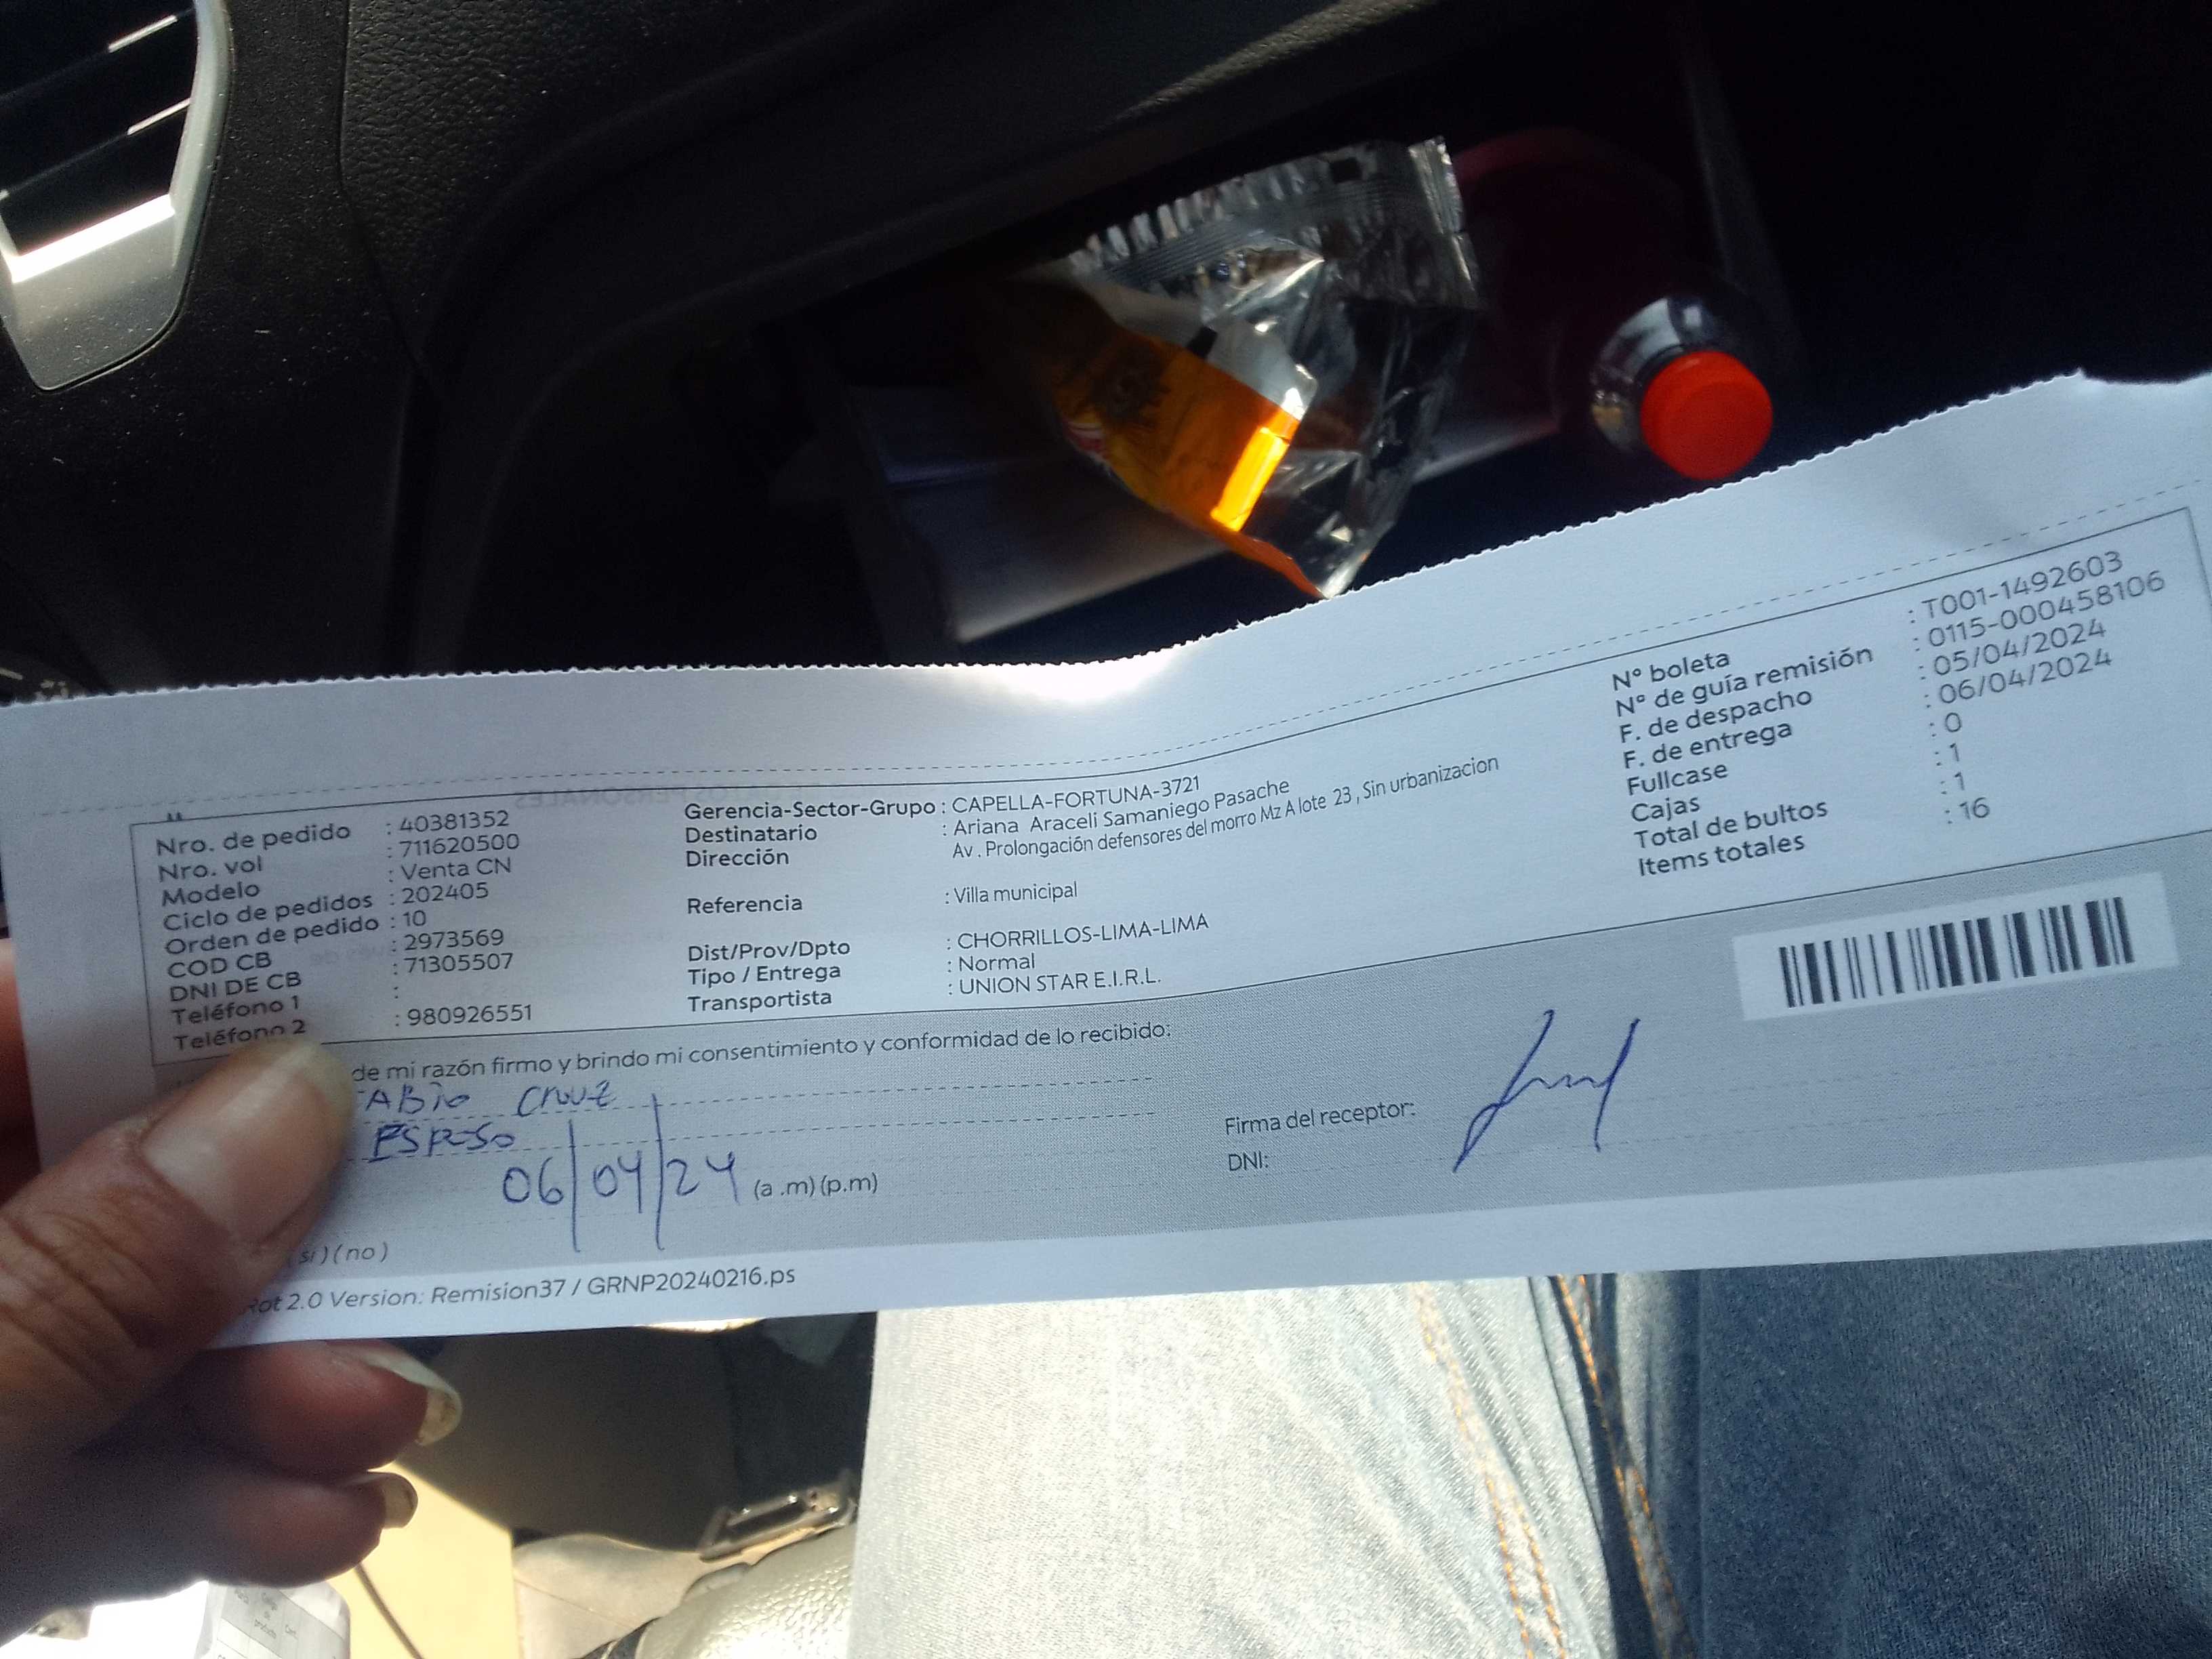 Nro. de pedido : 40381352
Nro. vol : 711620500
Modelo : Venta CN
Ciclo de pedidos : 202405
Orden de pedido : 10
COD CB : 2973569
DNI DE CB : 71305507
Teléfono 1 :
Teléfono 2 : 980926551
Gerencia-Sector-Grupo : CAPELLA-FORTUNA-3721
Destinatario : Ariana Araceli Samaniego Pasache
Dirección Av . Prolongación defensores del morro Mz A lote 23 , Sin urbanizacion
Referencia : Villa municipal
Dist/Prov/Dpto : CHORRILLOS-LIMA-LIMA
Tipo / Entrega : Normal
Transportista : UNION STAR E.I.R.L.
N° boleta : T001-1492603
N° de guía remisión : 0115-000458106
F. de despacho : 05/04/2024
F. de entrega : 06/04/2024
Fullcase : 0
Cajas : 1
Total de bultos : 1
Items totales : 16
de mi razón firmo y brindo mi consentimiento y conformidad de lo recibido:
ABio Cruz
ESPOSO
06/04/24 (a .m) (p.m)
Firma del receptor:
DNI:
( si ) ( no )
Rot 2.0 Version: Remision37 / GRNP20240216.ps